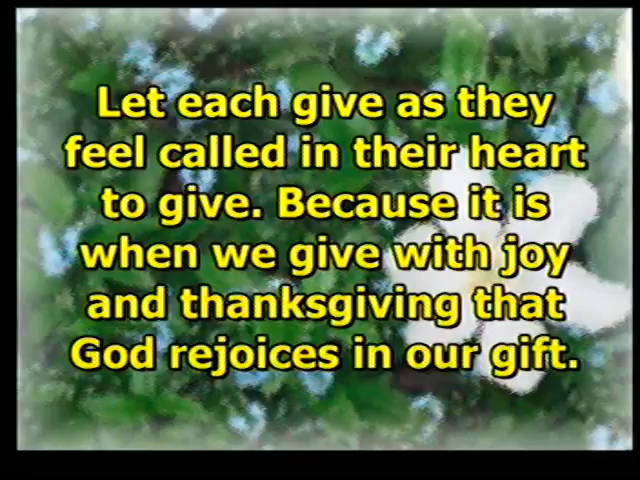 Let each give as they
feel called in their heart
to give. Because it is
when we give with joy
and thanksgiving that
God rejoices in our gift.